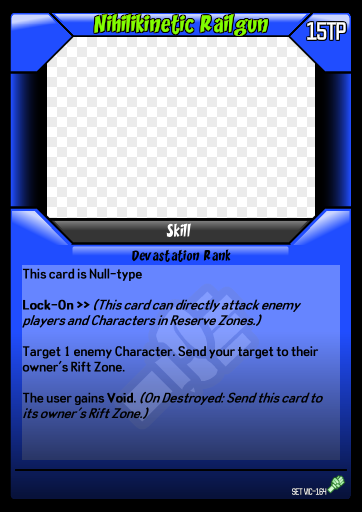 Nihilikinetic Railgun
15TP
Skill
Devastation Rank
This card is Null-type
Lock-On >> (This card can directly attack enemy
players and Characters in Reserve Zones.)
Target 1 enemy Character. Send your target to their
owner's Rift Zone.
The user gains Void. (On Destroyed: Send this card to
its owner's Rift Zone.)
SET VIC-164